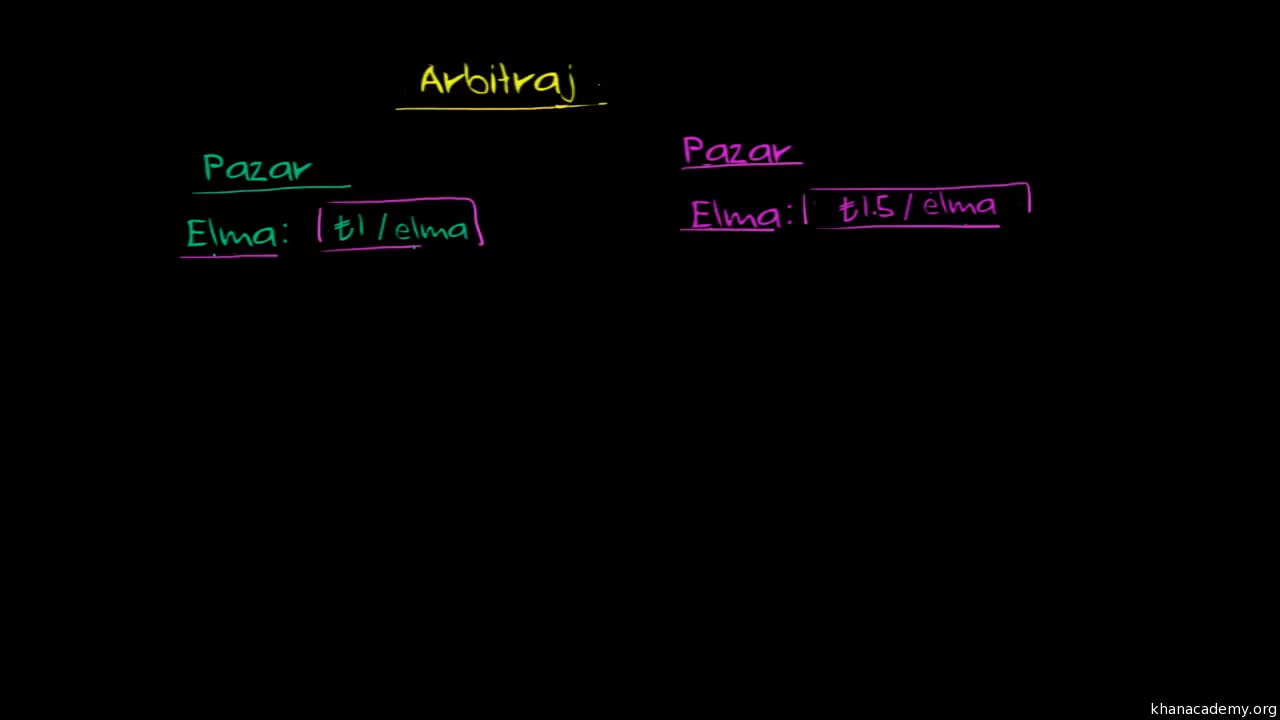 Arbitraj
Pazar
Elma: ₺1 / elma
Pazar
Elma: ₺1.5 / elma
khanacademy.org